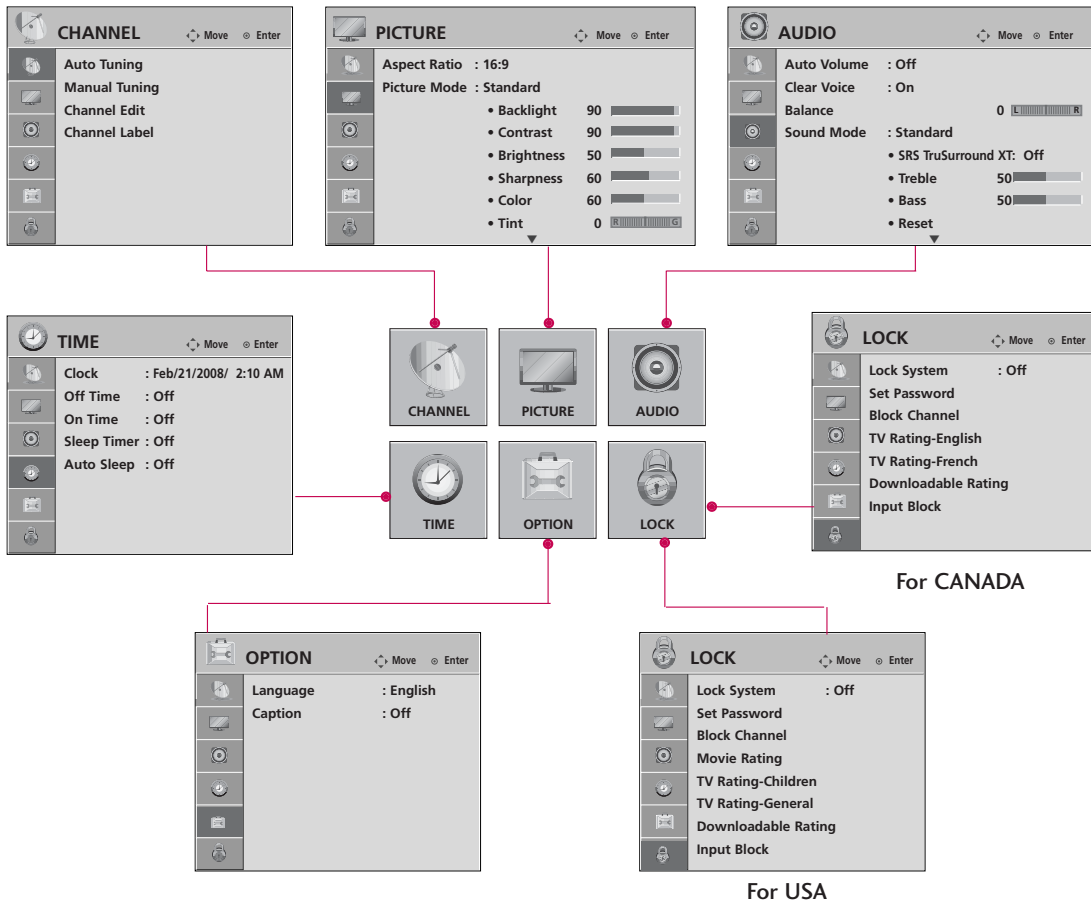 CHANNEL Move Enter
Auto Tuning
Manual Tuning
Channel Edit
Channel Label
PICTURE Move Enter
Aspect Ratio : 16:9
Picture Mode : Standard
• Backlight 90
• Contrast 90
• Brightness 50
• Sharpness 60
• Color 60
• Tint 0 R G
AUDIO Move Enter
Auto Volume : Off
Clear Voice : On
Balance 0 L R
Sound Mode : Standard
• SRS TruSurround XT: Off
• Treble 50
• Bass 50
• Reset
TIME Move Enter
Clock : Feb/21/2008/ 2:10 AM
Off Time : Off
On Time : Off
Sleep Timer : Off
Auto Sleep : Off
CHANNEL
PICTURE
AUDIO
TIME
OPTION
LOCK
LOCK Move Enter
Lock System : Off
Set Password
Block Channel
TV Rating-English
TV Rating-French
Downloadable Rating
Input Block
For CANADA
OPTION Move Enter
Language : English
Caption : Off
LOCK Move Enter
Lock System : Off
Set Password
Block Channel
Movie Rating
TV Rating-Children
TV Rating-General
Downloadable Rating
Input Block
For USA